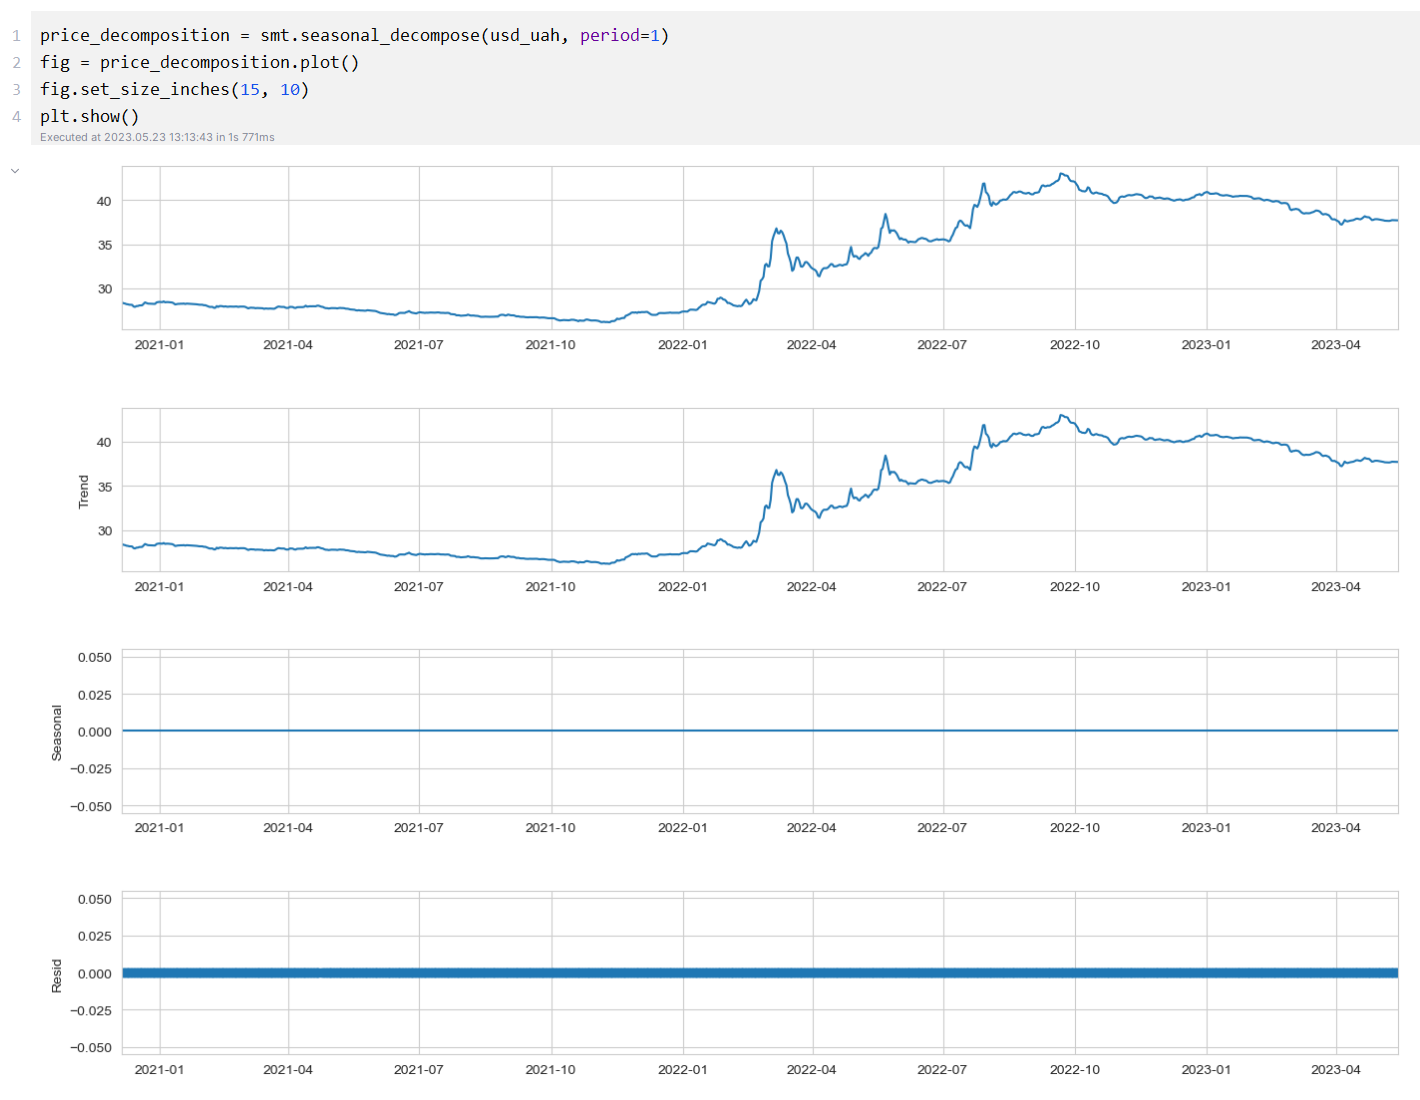 1 price_decomposition = smt.seasonal_decompose(usd_uah, period=1)
2 fig = price_decomposition.plot()
3 fig.set_size_inches(15, 10)
4 plt.show()
Executed at 2023.05.23 13:13:43 in 1s 771ms
40
35
30
2021-01 2021-04 2021-07 2021-10 2022-01 2022-04 2022-07 2022-10 2023-01 2023-04
Trend
40
35
30
2021-01 2021-04 2021-07 2021-10 2022-01 2022-04 2022-07 2022-10 2023-01 2023-04
Seasonal
0.050
0.025
0.000
−0.025
−0.050
2021-01 2021-04 2021-07 2021-10 2022-01 2022-04 2022-07 2022-10 2023-01 2023-04
Resid
0.050
0.025
0.000
−0.025
−0.050
2021-01 2021-04 2021-07 2021-10 2022-01 2022-04 2022-07 2022-10 2023-01 2023-04